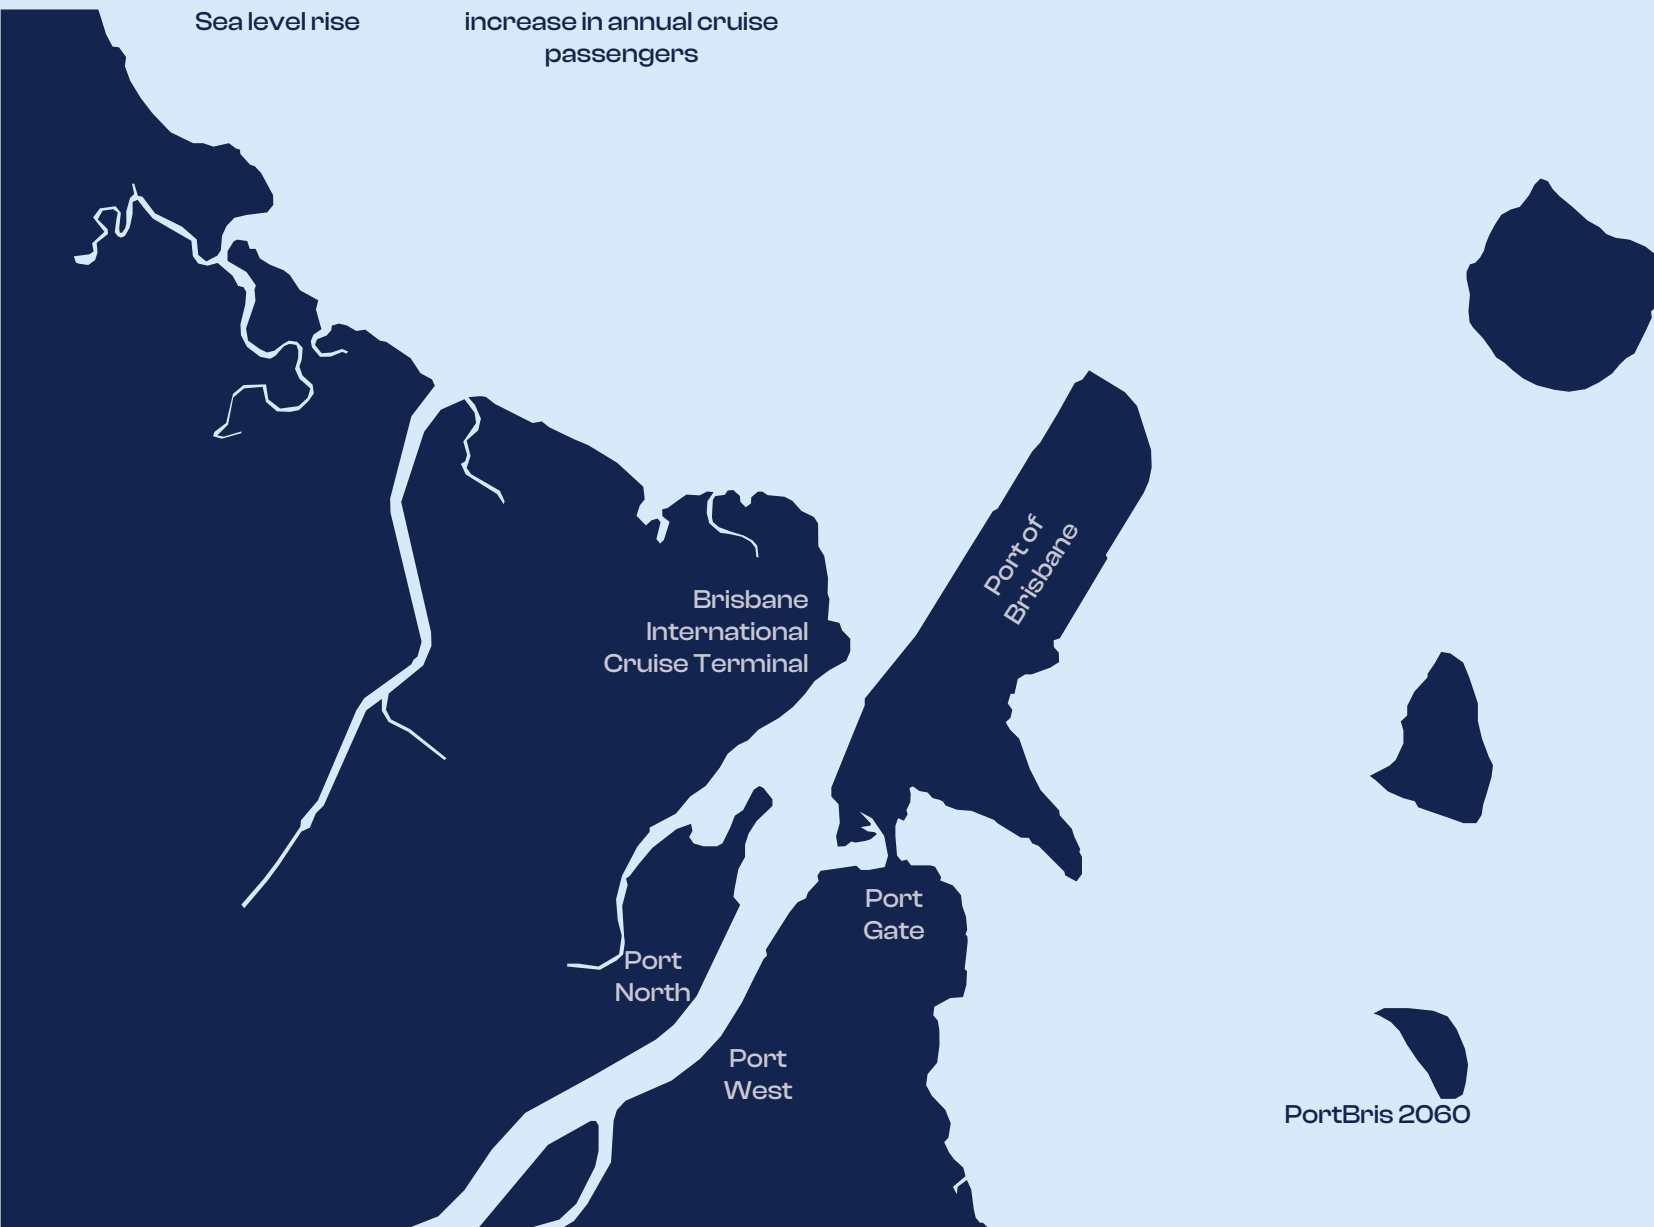 Sea level rise
increase in annual cruise
passengers
Port of
Brisbane
Brisbane
International
Cruise Terminal
Port
Gate
Port
North
Port
West
PortBris 2060